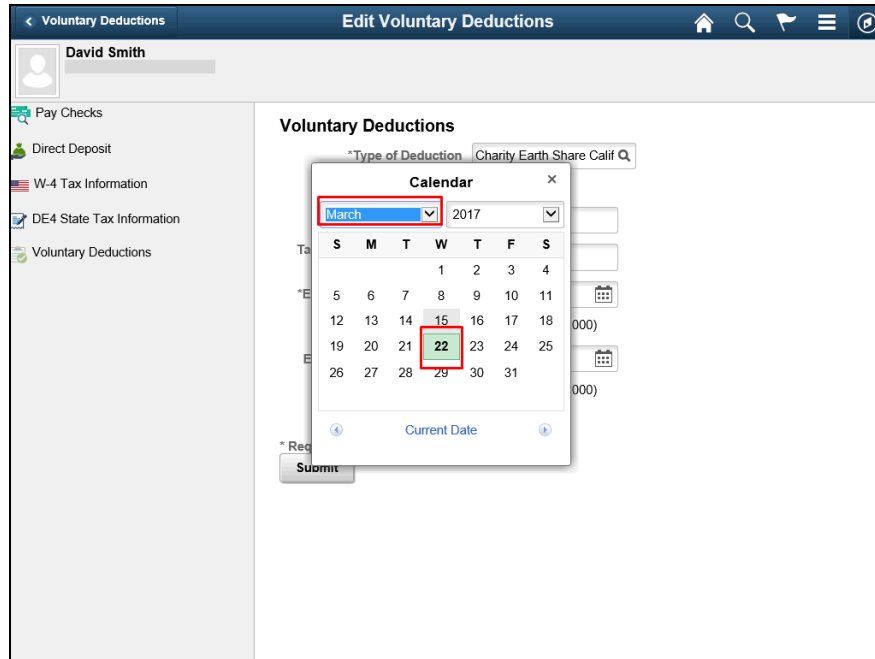 Voluntary Deductions
Edit Voluntary Deductions
David Smith
Pay Checks
Direct Deposit
W-4 Tax Information
DE4 State Tax Information
Voluntary Deductions
Voluntary Deductions
*Type of Deduction Charity Earth Share Calif
Calendar ×
March 2017
S M T W T F S
1 2 3 4
5 6 7 8 9 10 11
12 13 14 15 16 17 18
19 20 21 22 23 24 25
26 27 28 29 30 31
Current Date
Ta
*E
000)
E
000)
* Req
Submit